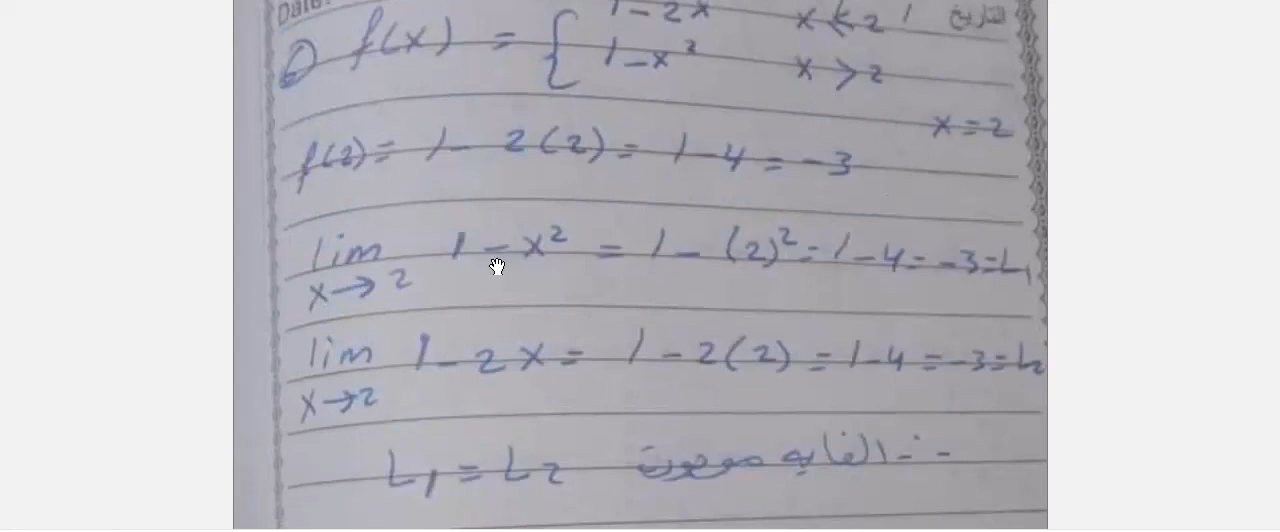 Date: التاريخ
f(x) = { 1 - 2x x ≤ 2
1 - x² x > 2
x = 2
f(2) = 1 - 2(2) = 1 - 4 = -3
lim 1 - x² = 1 - (2)² = 1 - 4 = -3 = L₁
x → 2
lim 1 - 2x = 1 - 2(2) = 1 - 4 = -3 = L₂
x → 2
L₁ = L₂ ∴ الغايه موجودة